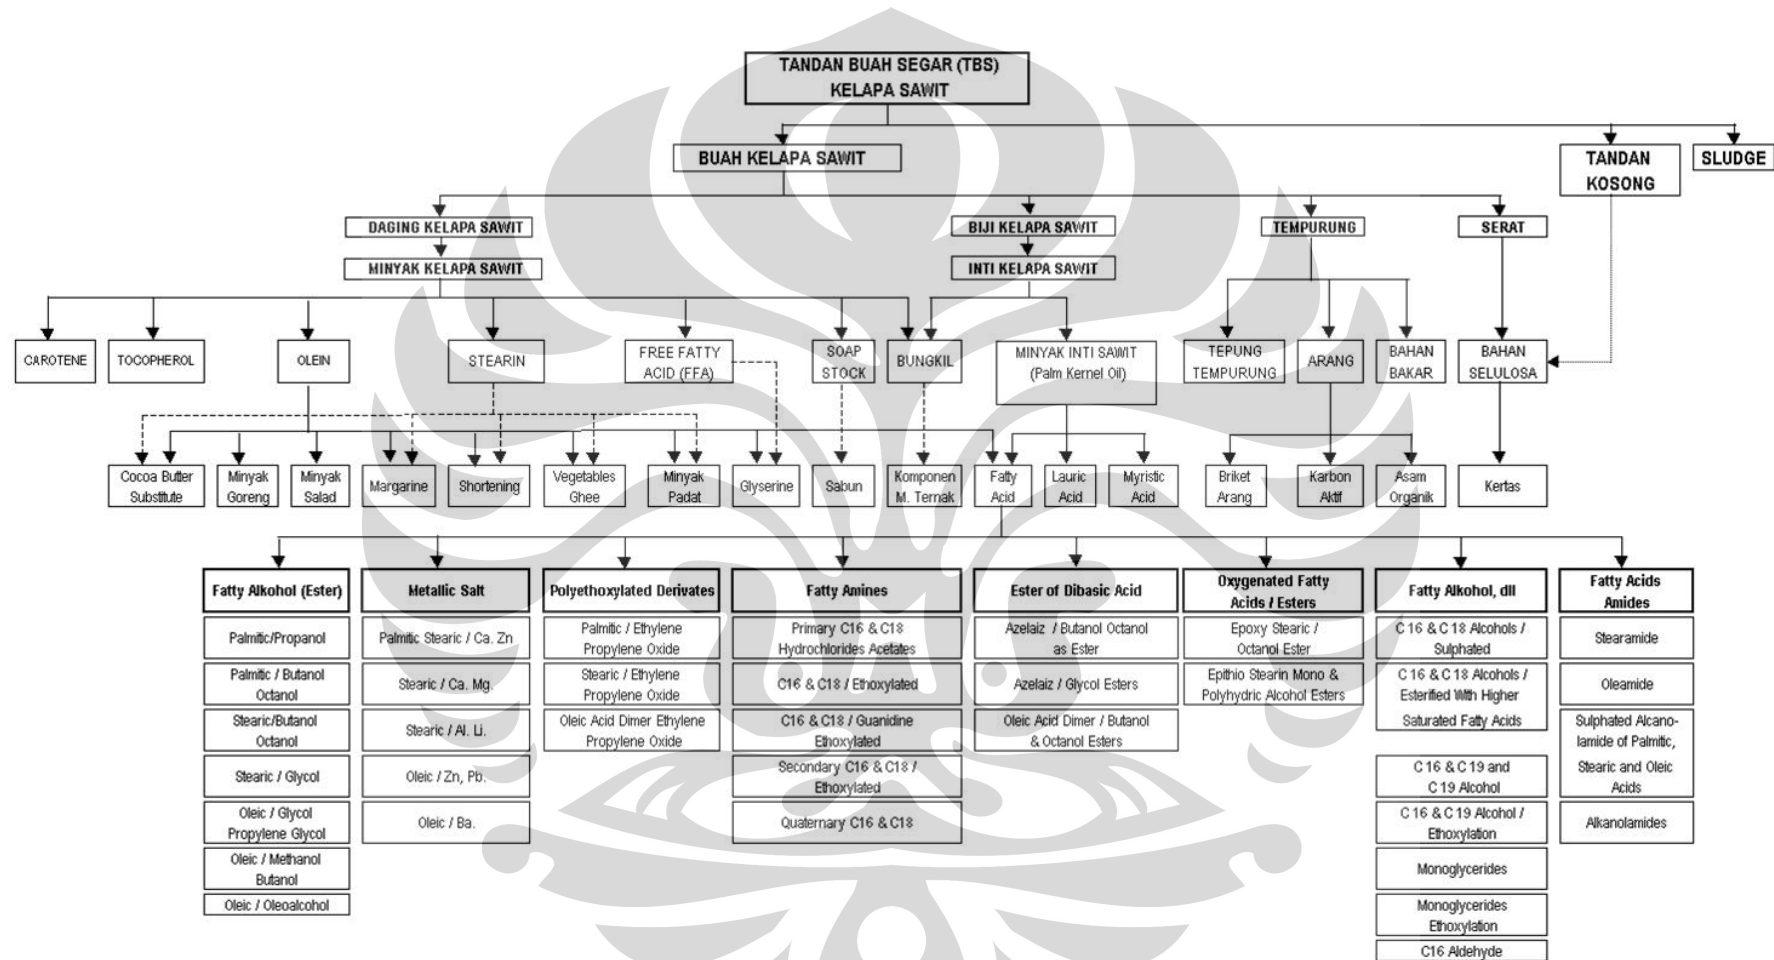 TANDAN BUAH SEGAR (TBS)
KELAPA SAWIT
BUAH KELAPA SAWIT
TANDAN
KOSONG
SLUDGE
DAGING KELAPA SAWIT
BIJI KELAPA SAWIT
TEMPURUNG
SERAT
MINYAK KELAPA SAWIT
INTI KELAPA SAWIT
CAROTENE
TOCOPHEROL
OLEIN
STEARIN
FREE FATTY
ACID (FFA)
SOAP
STOCK
BUNGKIL
MINYAK INTI SAWIT
(Palm Kernel Oil)
TEPUNG
TEMPURUNG
ARANG
BAHAN
BAKAR
BAHAN
SELULOSA
Cocoa Butter
Substitute
Minyak
Goreng
Minyak
Salad
Margarine
Shortening
Vegetables
Ghee
Minyak
Padat
Glyserine
Sabun
Komponen
M. Ternak
Fatty
Acid
Lauric
Acid
Myristic
Acid
Briket
Arang
Karbon
Aktif
Asam
Organik
Kertas
Fatty Alkohol (Ester)
Palmitic/Propanol
Palmitic / Butanol
Octanol
Stearic/Butanol
Octanol
Stearic / Glycol
Oleic / Glycol
Propylene Glycol
Oleic / Methanol
Butanol
Oleic / Oleoalcohol
Metallic Salt
Palmitic Stearic / Ca. Zn
Stearic / Ca. Mg.
Stearic / Al. Li.
Oleic / Zn, Pb.
Oleic / Ba.
Polyethoxylated Derivates
Palmitic / Ethylene
Propylene Oxide
Stearic / Ethylene
Propylene Oxide
Oleic Acid Dimer Ethylene
Propylene Oxide
Fatty Amines
Primary C16 & C18
Hydrochlorides Acetates
C16 & C18 / Ethoxylated
C16 & C18 / Guanidine
Ethoxylated
Secondary C16 & C18 /
Ethoxylated
Quaternary C16 & C18
Ester of Dibasic Acid
Azelaiz / Butanol Octanol
as Ester
Azelaiz / Glycol Esters
Oleic Acid Dimer / Butanol
& Octanol Esters
Oxygenated Fatty
Acids / Esters
Epoxy Stearic /
Octanol Ester
Epithio Stearin Mono &
Polyhydric Alcohol Esters
Fatty Alkohol, dll
C 16 & C 18 Alcohols /
Sulphated
C 16 & C 18 Alcohols /
Esterified With Higher
Saturated Fatty Acids
C 16 & C 19 and
C 19 Alcohol
C 16 & C 19 Alcohol /
Ethoxylation
Monoglycerides
Monoglycerides
Ethoxylation
C16 Aldehyde
Fatty Acids
Amides
Stearamide
Oleamide
Sulphated Alcano-
lamide of Palmitic,
Stearic and Oleic
Acids
Alkanolamides